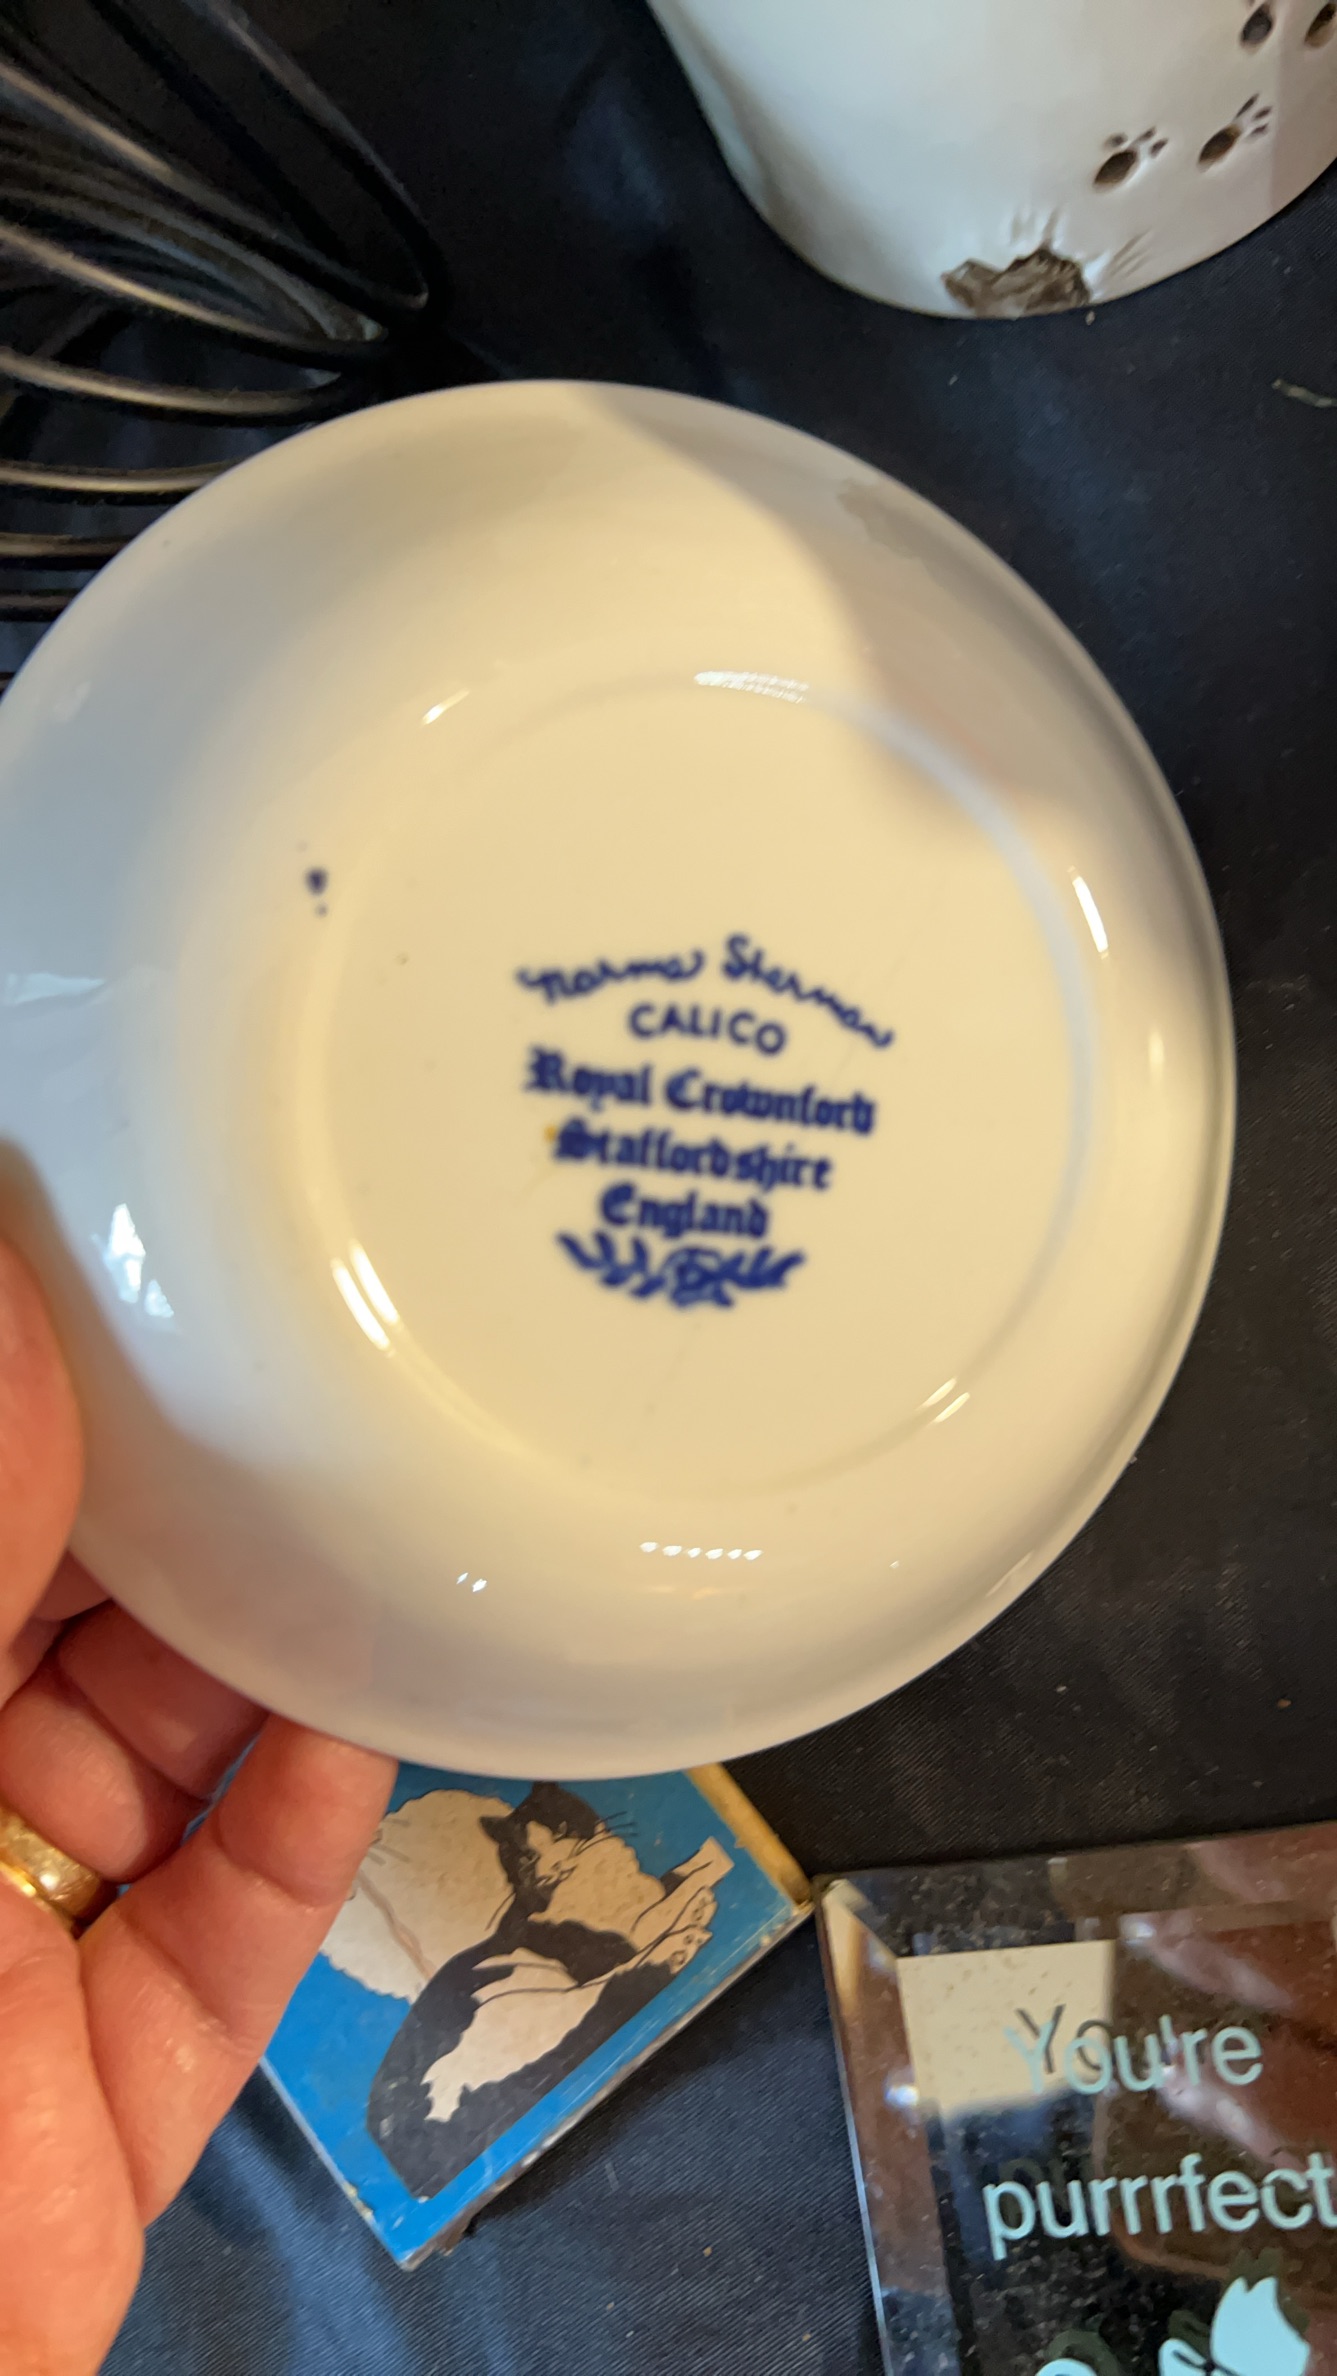 Norma Sherman
CALICO
Royal Crownford
Staffordshire
England
You're
purrrfect